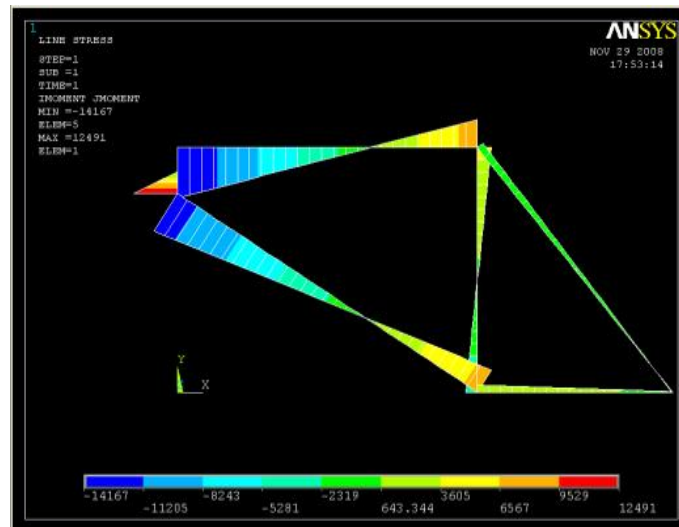 1
LINE STRESS
STEP=1
SUB =1
TIME=1
IMOMENT JMOMENT
MIN =-14167
ELEM=5
MAX =12491
ELEM=1
ANSYS
NOV 29 2008
17:53:14
Y
X
-14167 -8243 -2319 3605 9529
-11205 -5281 643.344 6567 12491